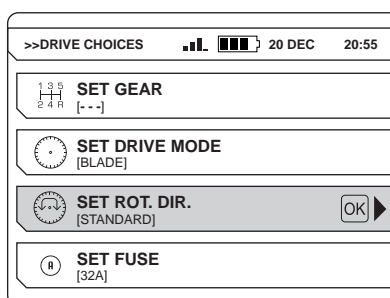 >>DRIVE CHOICES 20 DEC 20:55
1 3 5
2 4 R
SET GEAR
[- - -]
SET DRIVE MODE
[BLADE]
SET ROT. DIR.
[STANDARD]
OK
A
SET FUSE
[32A]